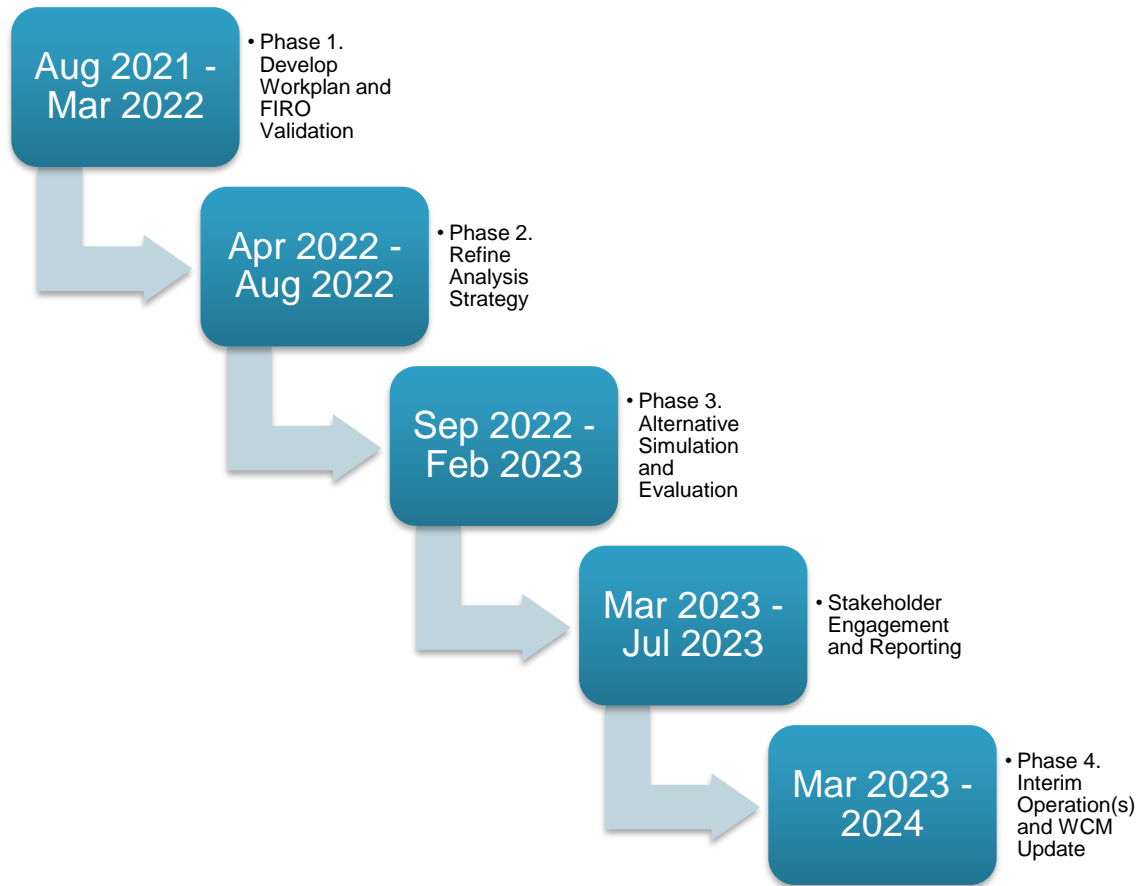 Aug 2021 -
Mar 2022
• Phase 1.
Develop
Workplan and
FIRO
Validation
Apr 2022 -
Aug 2022
• Phase 2.
Refine
Analysis
Strategy
Sep 2022 -
Feb 2023
• Phase 3.
Alternative
Simulation
and
Evaluation
Mar 2023 -
Jul 2023
• Stakeholder
Engagement
and Reporting
Mar 2023 -
2024
• Phase 4.
Interim
Operation(s)
and WCM
Update